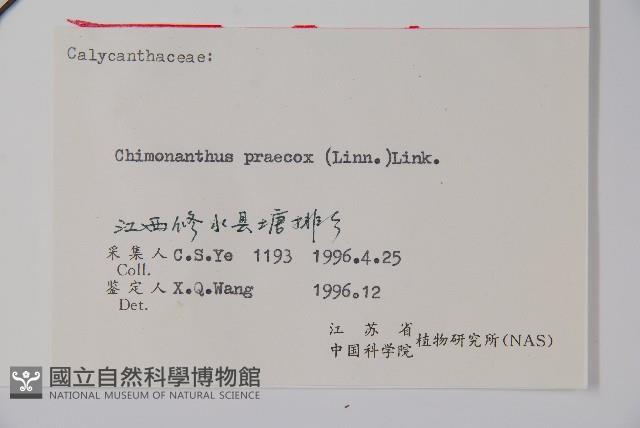 Calycanthaceae:
Chimonanthus praecox (Linn.)Link.
江西修水县塘排乡
采集人 C.S.Ye 1193 1996.4.25
Coll.
鉴定人 X.Q.Wang 1996.12
Det.
江苏省
中国科学院 植物研究所(NAS)
國立自然科學博物館
NATIONAL MUSEUM OF NATURAL SCIENCE